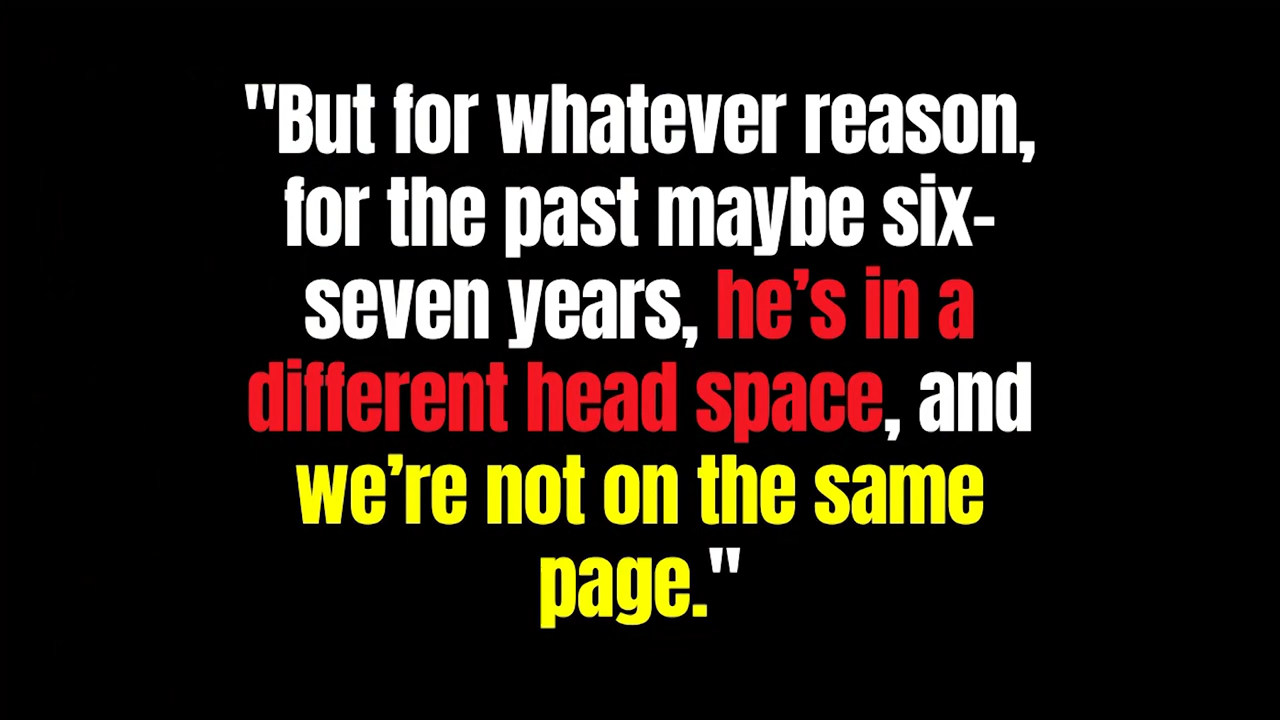 "But for whatever reason,
for the past maybe six-
seven years, he’s in a
different head space, and
we’re not on the same
page."